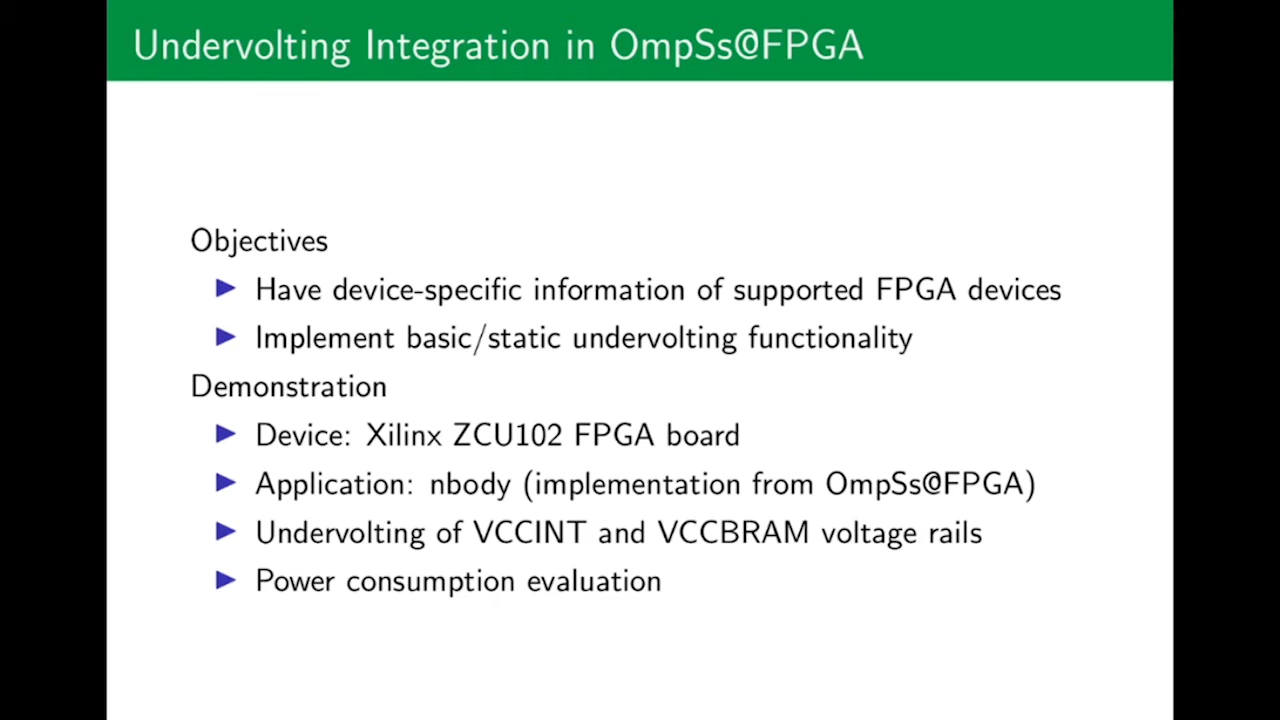 Undervolting Integration in OmpSs@FPGA
Objectives
Have device-specific information of supported FPGA devices
Implement basic/static undervolting functionality
Demonstration
Device: Xilinx ZCU102 FPGA board
Application: nbody (implementation from OmpSs@FPGA)
Undervolting of VCCINT and VCCBRAM voltage rails
Power consumption evaluation